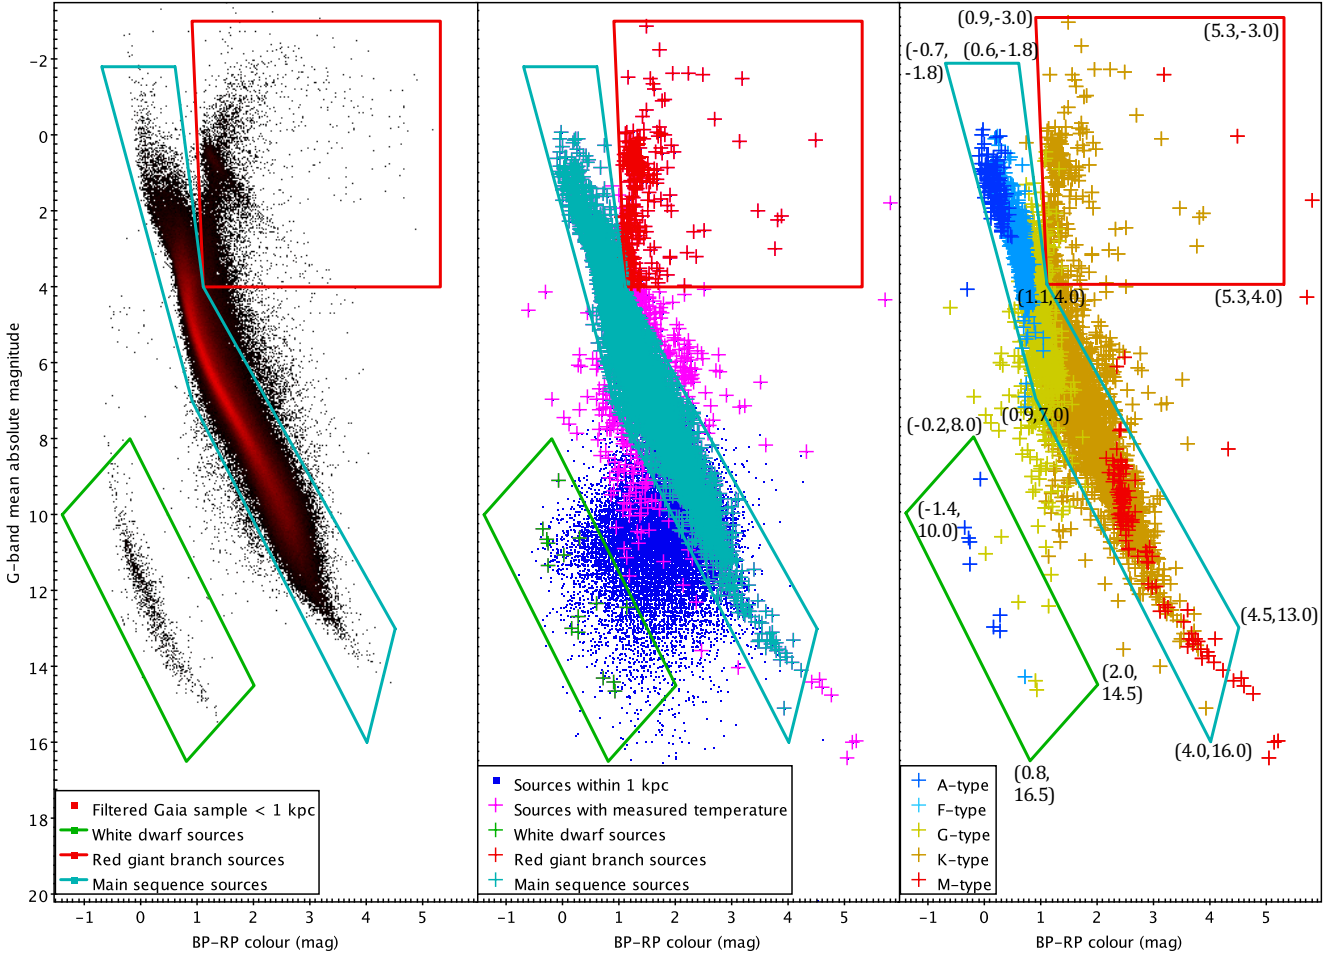 G-band mean absolute magnitude
−2
0
2
4
6
8
10
12
14
16
18
20
Filtered Gaia sample < 1 kpc
White dwarf sources
Red giant branch sources
Main sequence sources
−1 0 1 2 3 4 5
BP−RP colour (mag)
Sources within 1 kpc
Sources with measured temperature
White dwarf sources
Red giant branch sources
Main sequence sources
−1 0 1 2 3 4 5
BP−RP colour (mag)
(0.9,-3.0)
(5.3,-3.0)
(-0.7,
-1.8)
(0.6,-1.8)
(1.1,4.0)
(5.3,4.0)
(0.9,7.0)
(-0.2,8.0)
(-1.4,
10.0)
(4.5,13.0)
(2.0,
14.5)
(4.0,16.0)
(0.8,
16.5)
A-type
F-type
G-type
K-type
M-type
−1 0 1 2 3 4 5
BP−RP colour (mag)